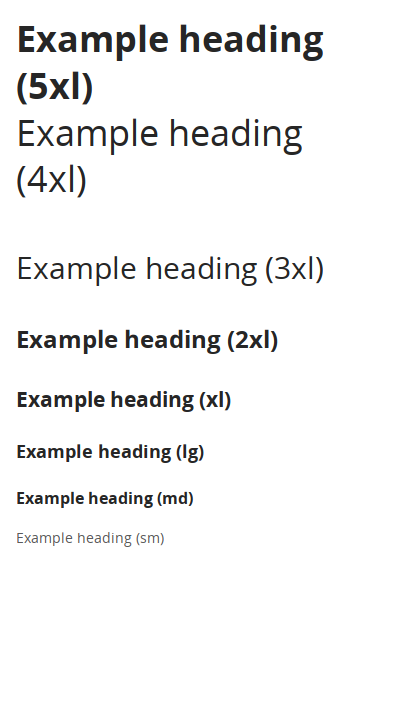 Example heading
(5xl)
Example heading
(4xl)
Example heading (3xl)
Example heading (2xl)
Example heading (xl)
Example heading (lg)
Example heading (md)
Example heading (sm)